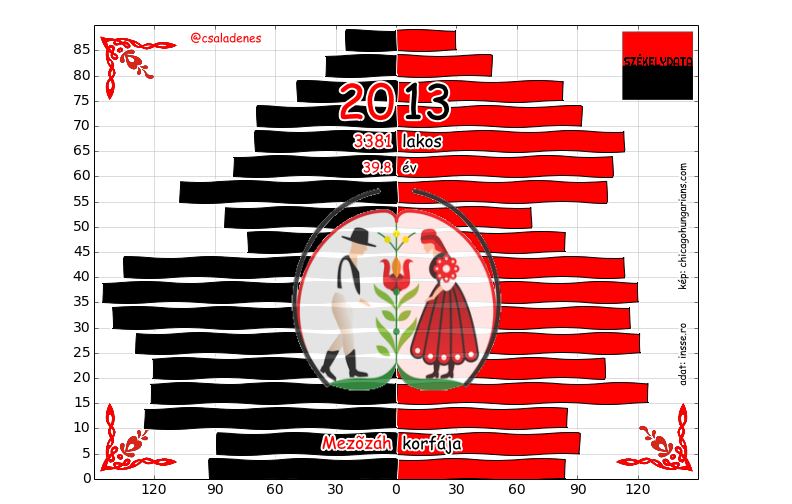 @csaladenes
SZÉKELYDATA
2013
3381 lakos
39.8 év
kép: chicagohungarians.com
adat: insse.ro
Mezõzáh korfája
85
80
75
70
65
60
55
50
45
40
35
30
25
20
15
10
5
0
120 90 60 30 0 30 60 90 120